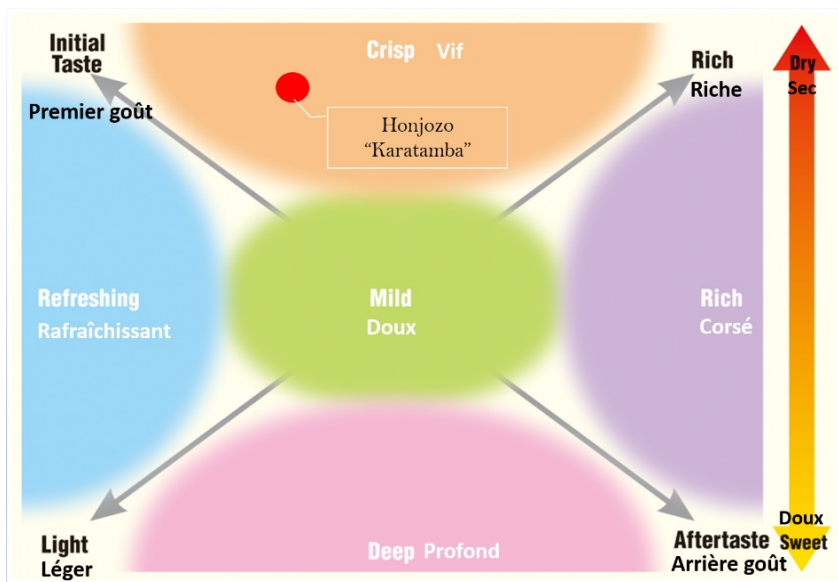 Initial
Taste
Premier goût
Crisp Vif
Rich
Riche
Dry
Sec
Honjozo
“Karatamba”
Refreshing
Rafraîchissant
Mild
Doux
Rich
Corsé
Light
Léger
Deep Profond
Aftertaste
Arrière goût
Doux
Sweet